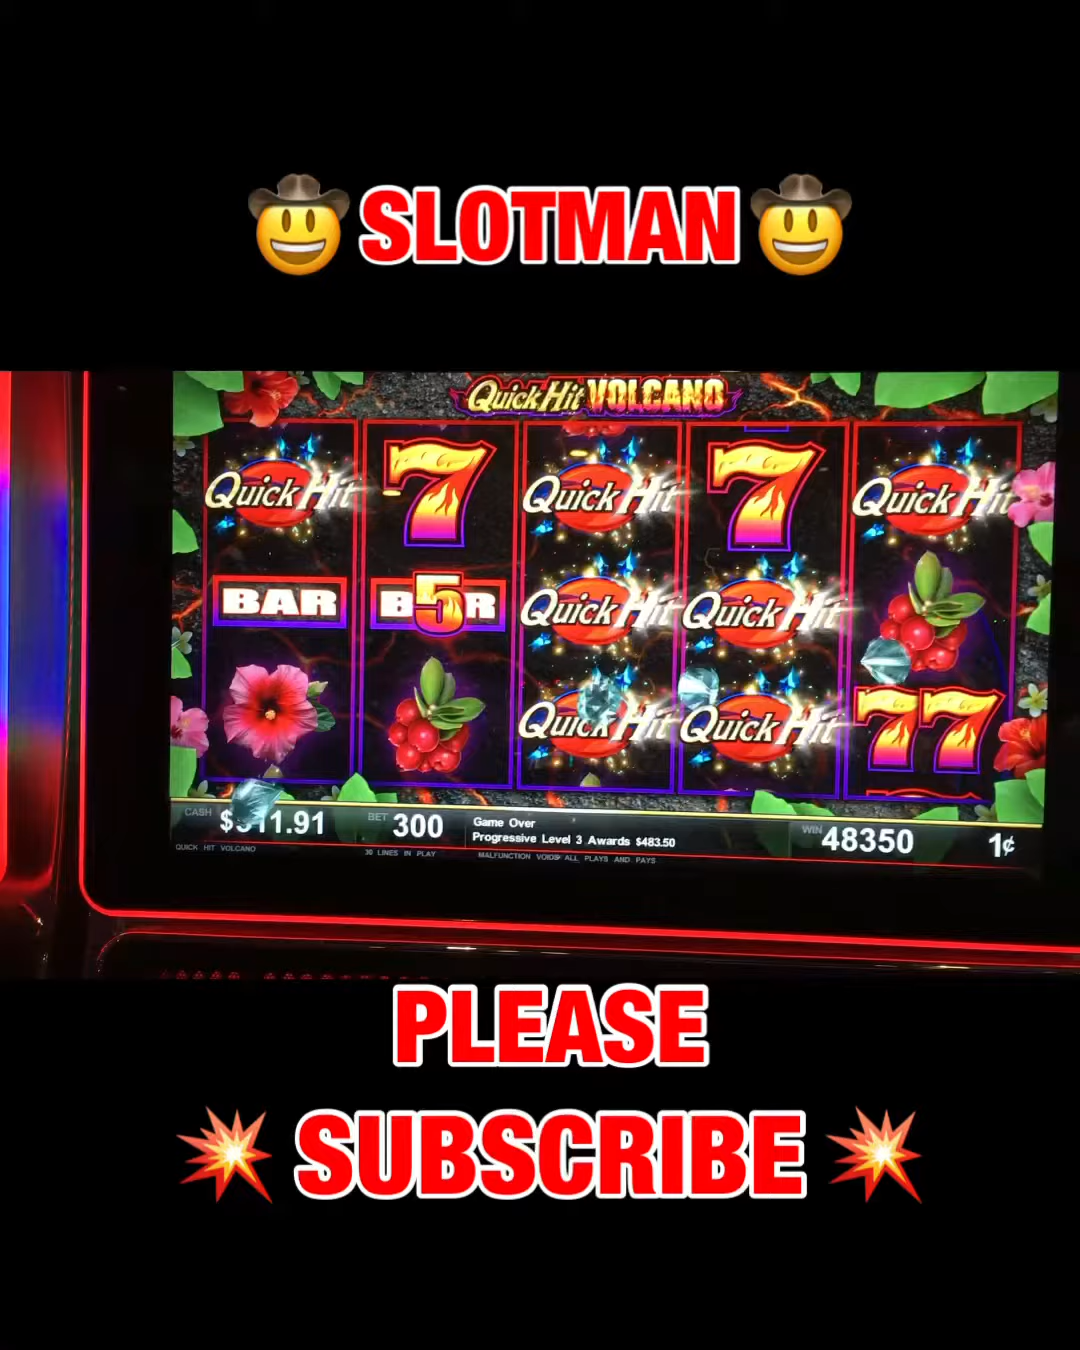 SLOTMAN
Quick Hit VOLCANO
Quick Hit 7 Quick Hit 7 Quick Hit
BAR B5R Quick Hit Quick Hit
Quick Hit Quick Hit 77
CASH BET 300 Game Over WIN 48350 1¢
Progressive Level 3 Awards $483.50
QUICK HIT VOLCANO 30 LINES IN PLAY MALFUNCTION VOIDS ALL PLAYS AND PAYS
PLEASE
SUBSCRIBE